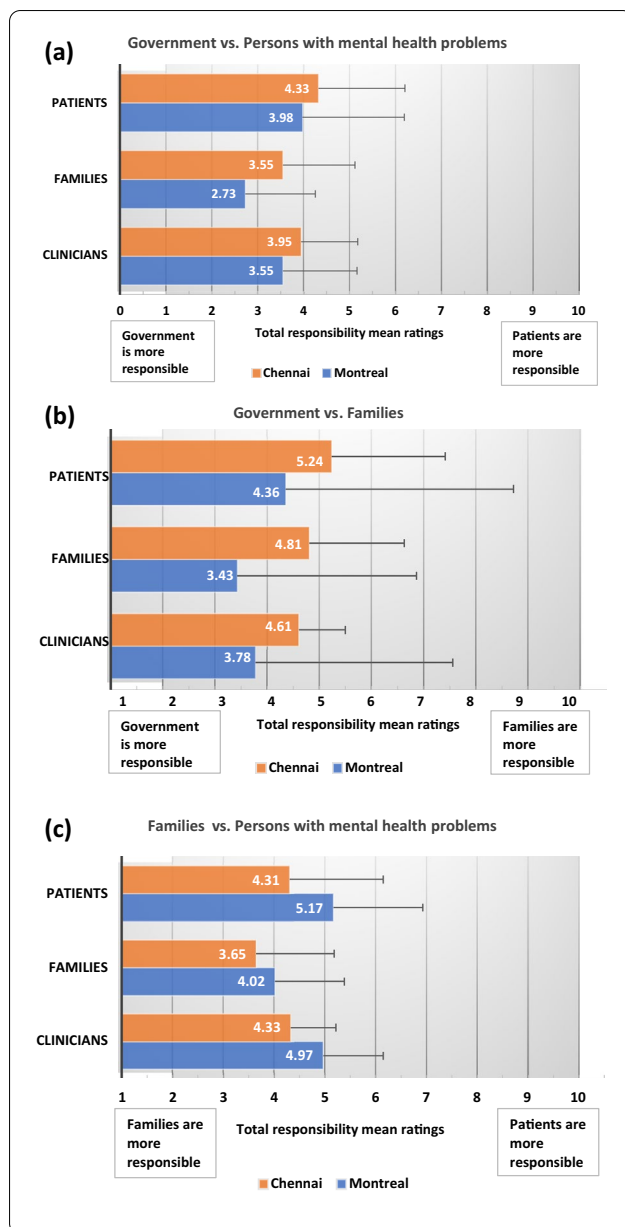 (a)
Government vs. Persons with mental health problems
PATIENTS
4.33
3.98
FAMILIES
3.55
2.73
CLINICIANS
3.95
3.55
0 1 2 3 4 5 6 7 8 9 10
Government
is more
responsible
Total responsibility mean ratings
Patients are
more
responsible
Chennai Montreal
(b)
Government vs. Families
PATIENTS
5.24
4.36
FAMILIES
4.81
3.43
CLINICIANS
4.61
3.78
1 2 3 4 5 6 7 8 9 10
Government
is more
responsible
Total responsibility mean ratings
Families are
more
responsible
Chennai Montreal
(c)
Families vs. Persons with mental health problems
PATIENTS
4.31
5.17
FAMILIES
3.65
4.02
CLINICIANS
4.33
4.97
1 2 3 4 5 6 7 8 9 10
Families are
more
responsible
Total responsibility mean ratings
Patients are
more
responsible
Chennai Montreal